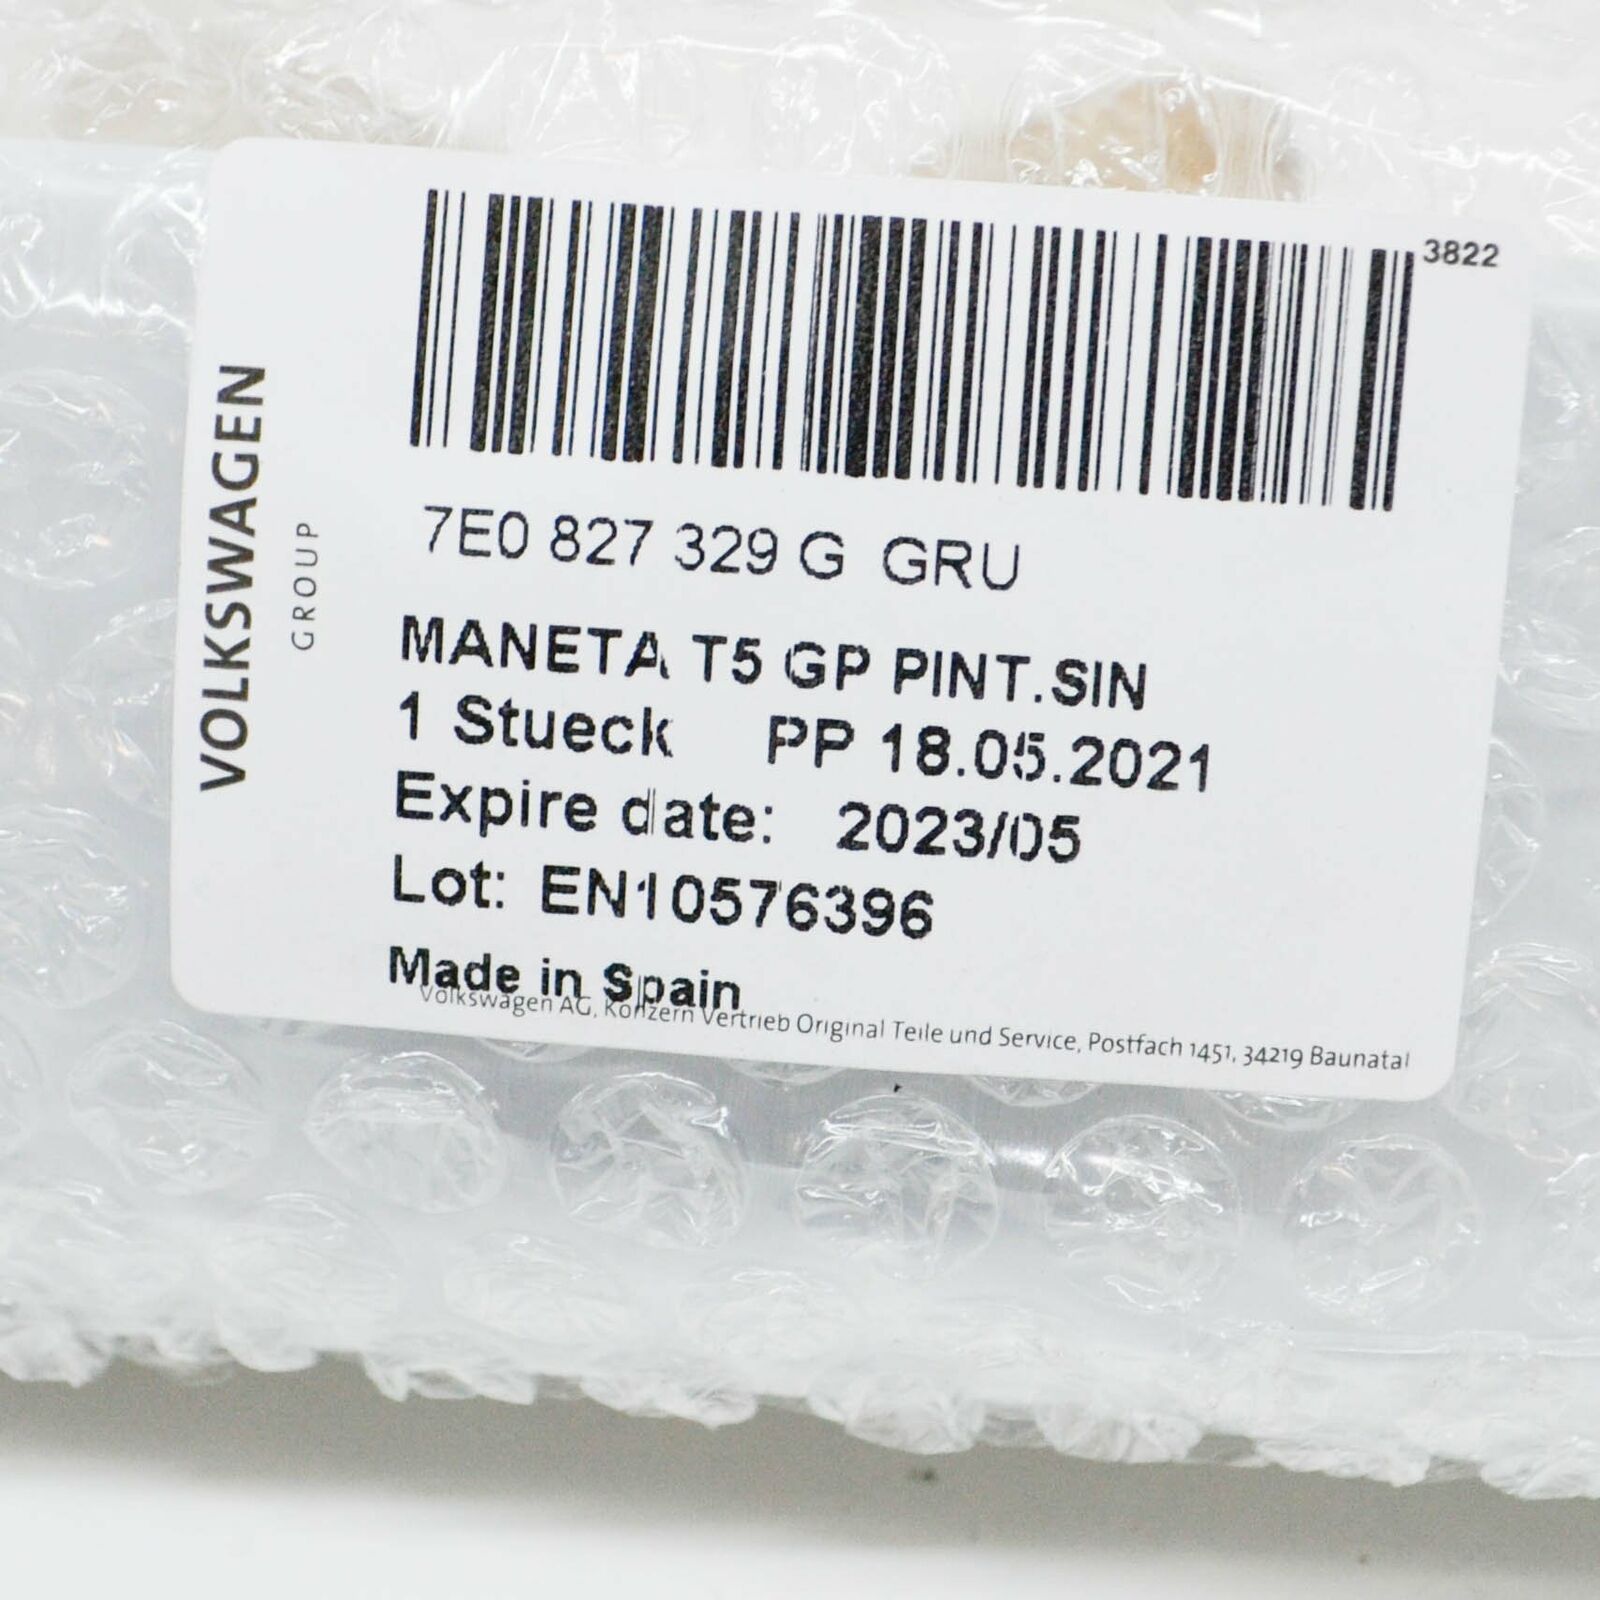 3822
VOLKSWAGEN
GROUP
7E0 827 329 G GRU
MANETA T5 GP PINT.SIN
1 Stueck PP 18.05.2021
Expire date: 2023/05
Lot: EN10576396
Made in Spain
Volkswagen AG, Konzern Vertrieb Original Teile und Service, Postfach 1451, 34219 Baunatal